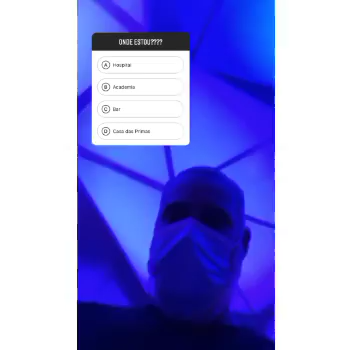 ONDE ESTOU????
A Hospital
B Academia
C Bar
D Casa das Primas